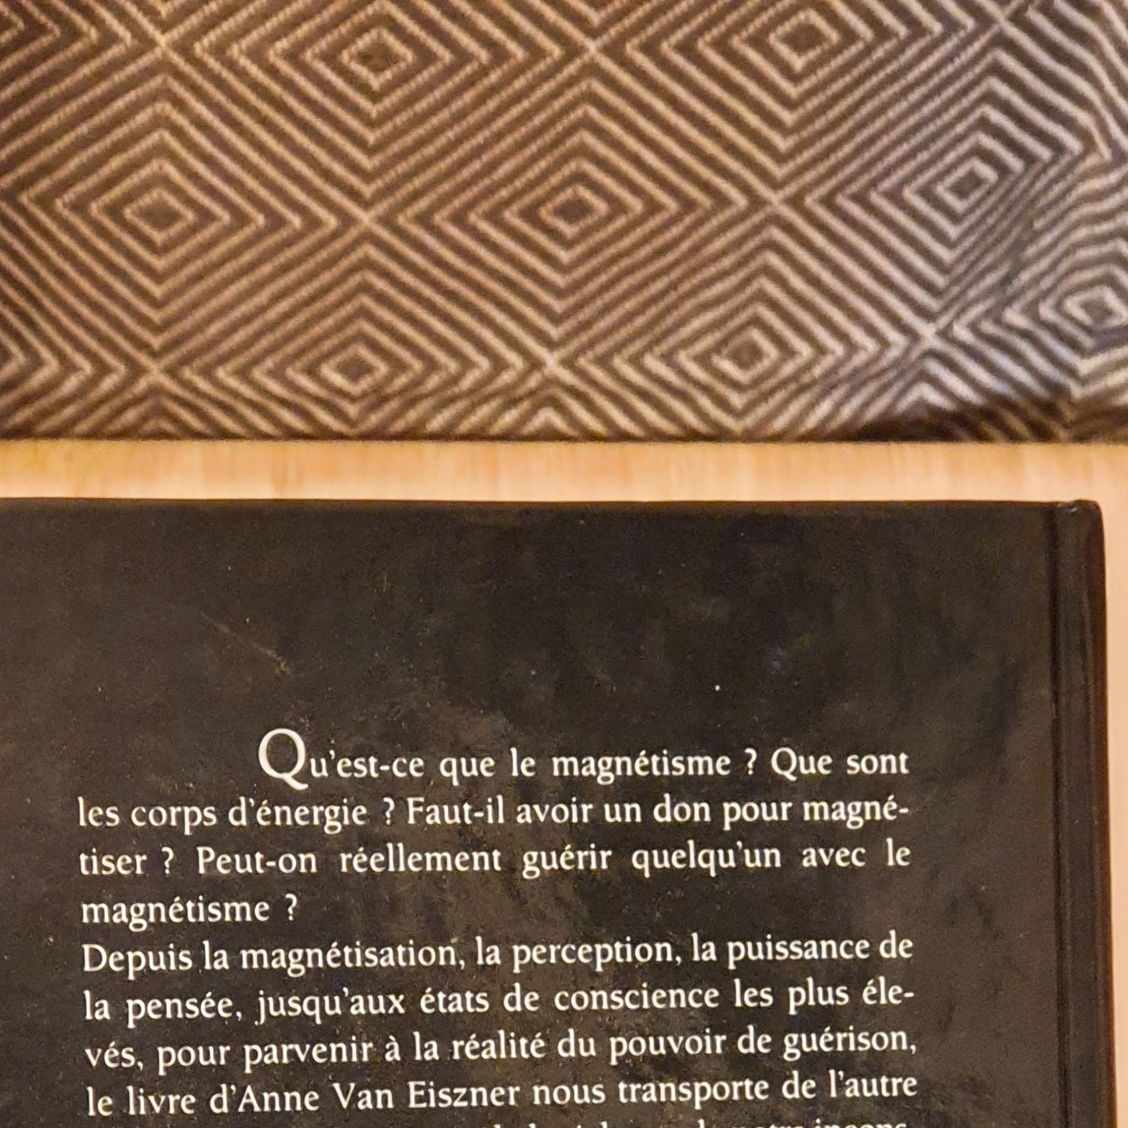 Qu'est-ce que le magnétisme ? Que sont
les corps d'énergie ? Faut-il avoir un don pour magné-
tiser ? Peut-on réellement guérir quelqu'un avec le
magnétisme ?
Depuis la magnétisation, la perception, la puissance de
la pensée, jusqu'aux états de conscience les plus éle-
vés, pour parvenir à la réalité du pouvoir de guérison,
le livre d'Anne Van Eiszner nous transporte de l'autre